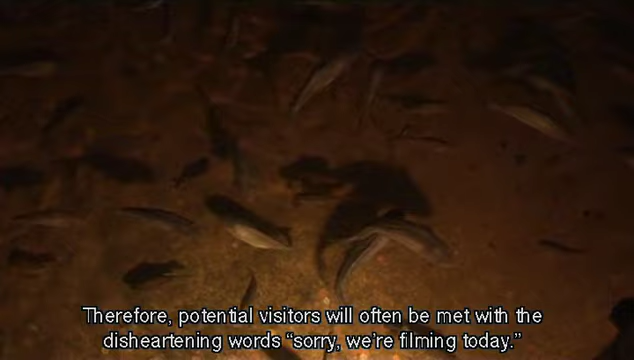 Therefore, potential visitors will often be met with the
disheartening words “sorry, we’re filming today.”